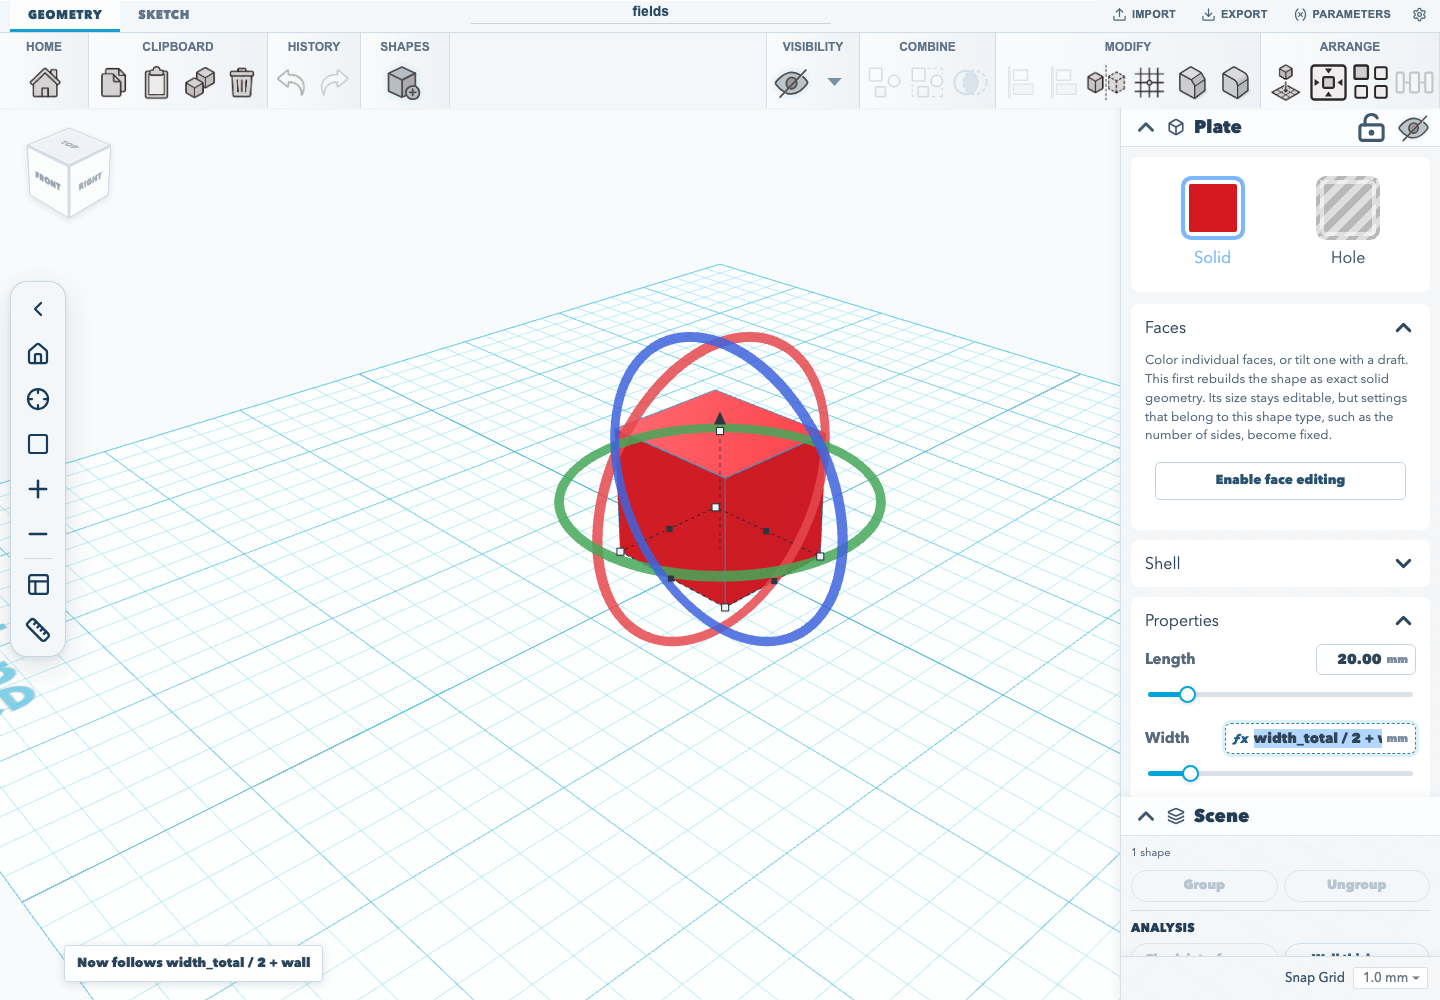 GEOMETRY
SKETCH
fields
IMPORT
EXPORT
PARAMETERS
HOME
CLIPBOARD
HISTORY
SHAPES
VISIBILITY
COMBINE
MODIFY
ARRANGE
TOP
FRONT
RIGHT
Plate
Solid
Hole
Faces
Color individual faces, or tilt one with a draft.
This first rebuilds the shape as exact solid
geometry. Its size stays editable, but settings
that belong to this shape type, such as the
number of sides, become fixed.
Enable face editing
Shell
Properties
Length
20.00 mm
Width
fx width_total / 2 + mm
Scene
1 shape
Group
Ungroup
ANALYSIS
Now follows width_total / 2 + wall
Snap Grid
1.0 mm